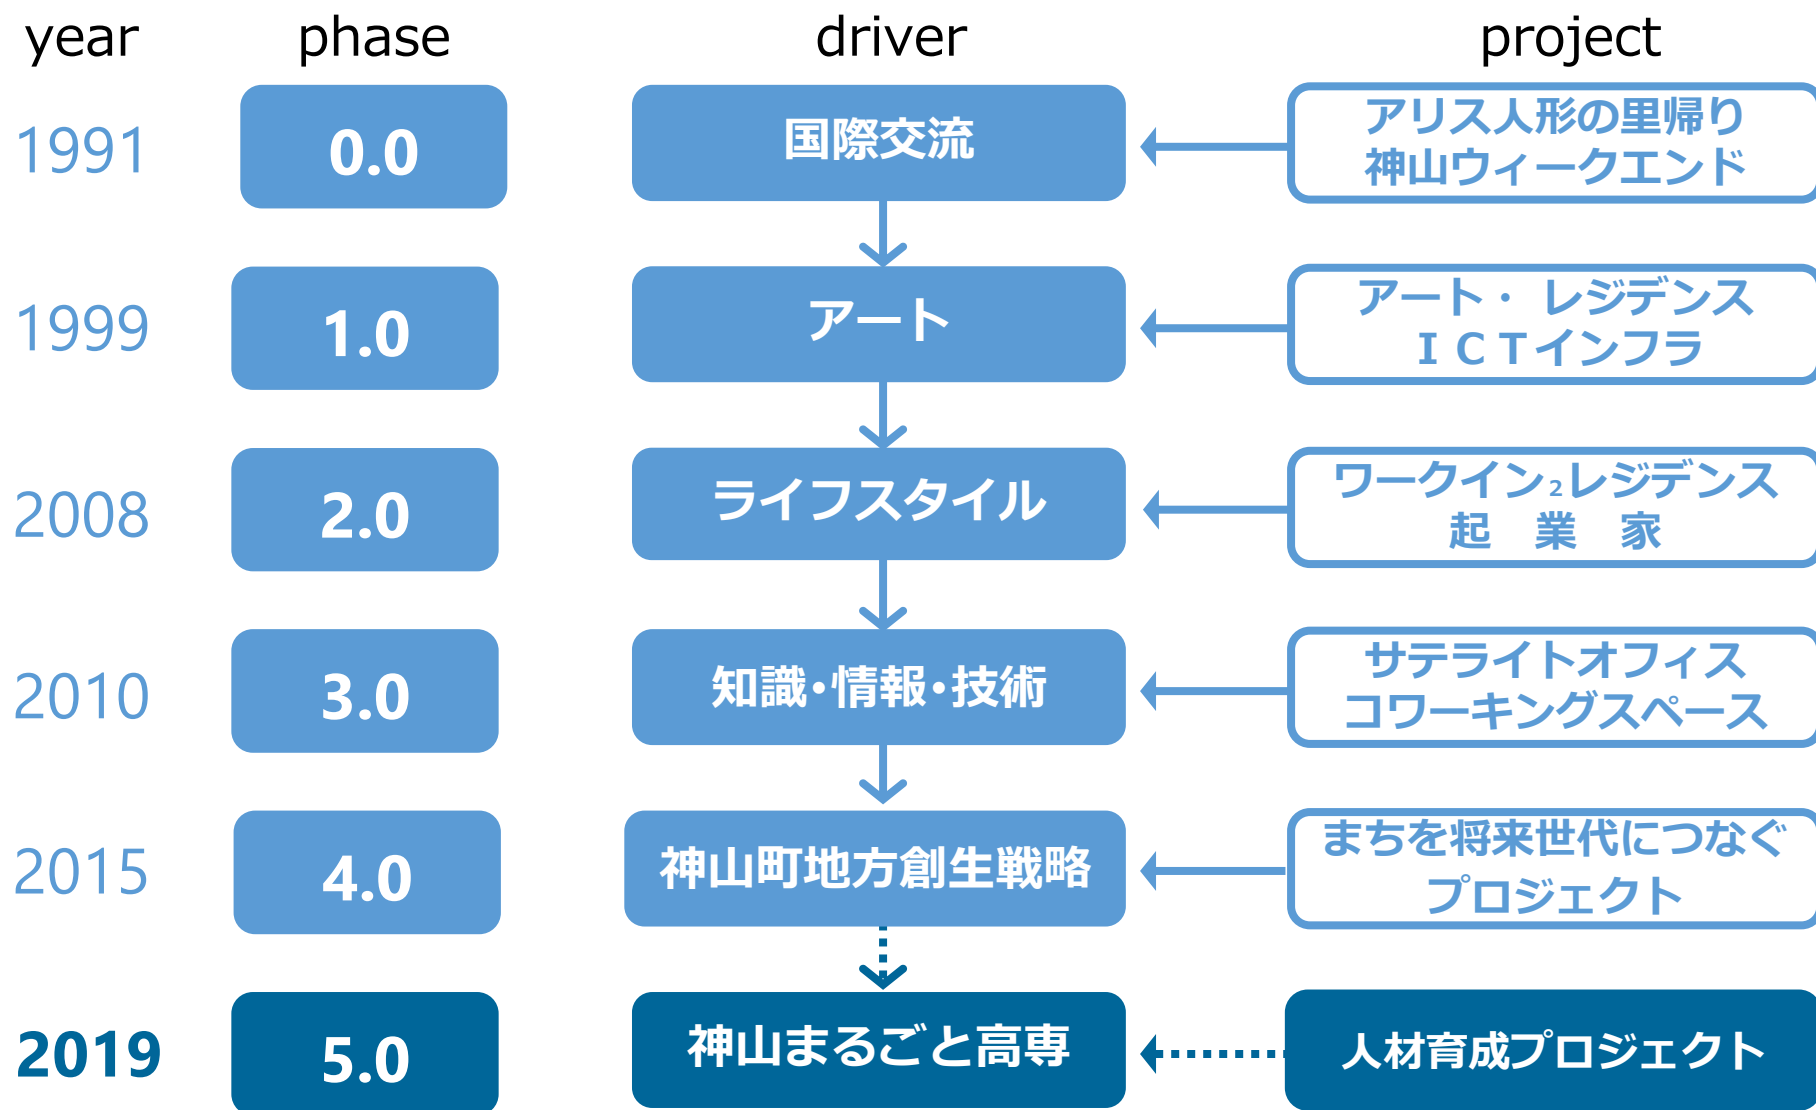 year phase driver project
1991 0.0 国際交流 アリス人形の里帰り
神山ウィークエンド
1999 1.0 アート アート・ レジデンス
ＩＣＴインフラ
2008 2.0 ライフスタイル ワークイン₂レジデンス
起　業　家
2010 3.0 知識・情報・技術 サテライトオフィス
コワーキングスペース
2015 4.0 神山町地方創生戦略 まちを将来世代につなぐ
プロジェクト
2019 5.0 神山まるごと高専 人材育成プロジェクト